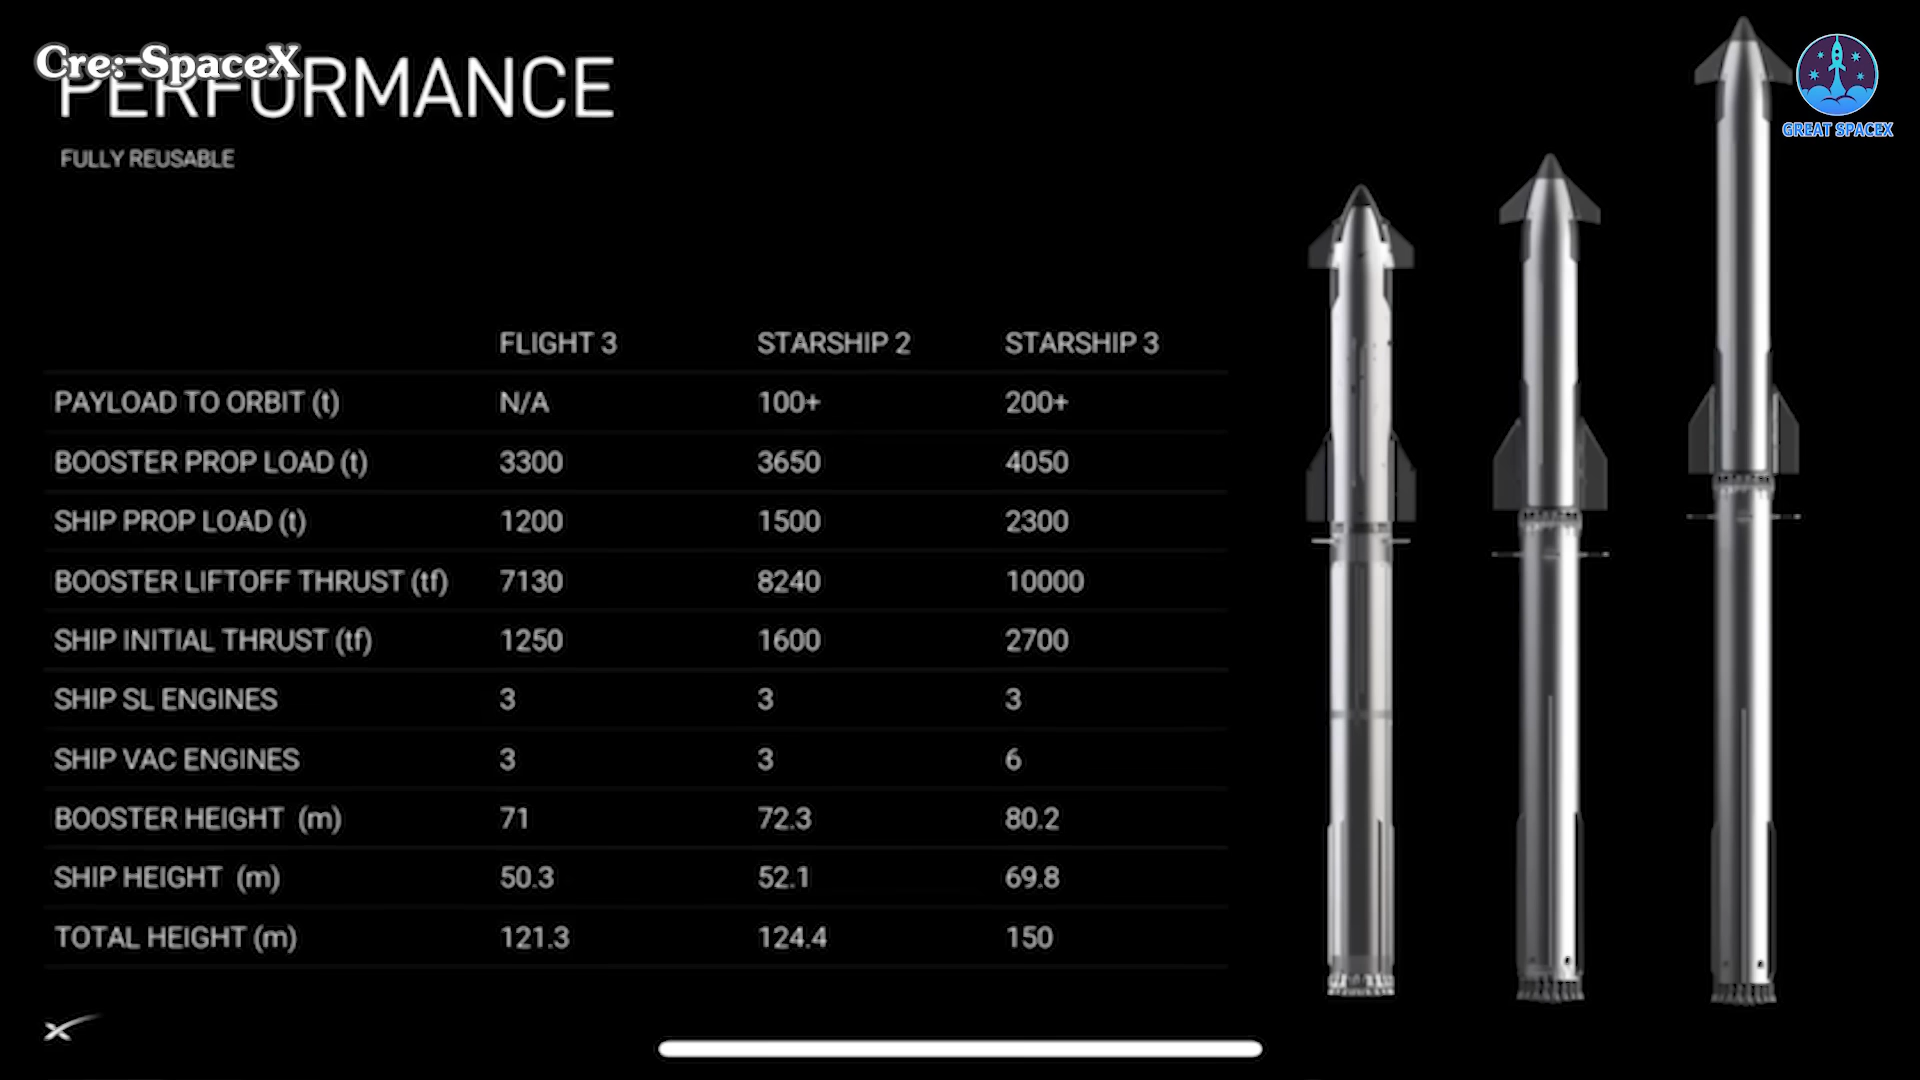 Cre:-SpaceX
PERFORMANCE
FULLY REUSABLE
GREAT SPACEX
FLIGHT 3 STARSHIP 2 STARSHIP 3
PAYLOAD TO ORBIT (t) N/A 100+ 200+
BOOSTER PROP LOAD (t) 3300 3650 4050
SHIP PROP LOAD (t) 1200 1500 2300
BOOSTER LIFTOFF THRUST (tf) 7130 8240 10000
SHIP INITIAL THRUST (tf) 1250 1600 2700
SHIP SL ENGINES 3 3 3
SHIP VAC ENGINES 3 3 6
BOOSTER HEIGHT (m) 71 72.3 80.2
SHIP HEIGHT (m) 50.3 52.1 69.8
TOTAL HEIGHT (m) 121.3 124.4 150